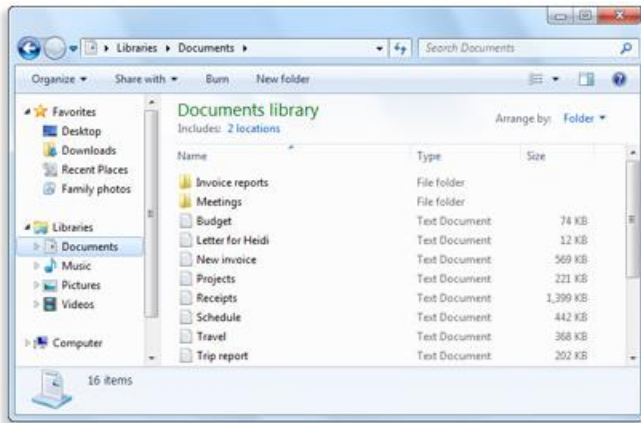 Libraries Documents Search Documents
Organize Share with Burn New folder
Favorites
Desktop
Downloads
Recent Places
Family photos
Libraries
Documents
Music
Pictures
Videos
Computer
Documents library
Includes: 2 locations
Arrange by: Folder
Name Type Size
Invoice reports File folder
Meetings File folder
Budget Text Document 74 KB
Letter for Heidi Text Document 12 KB
New invoice Text Document 569 KB
Projects Text Document 221 KB
Receipts Text Document 1,399 KB
Schedule Text Document 442 KB
Travel Text Document 368 KB
Trip report Text Document 202 KB
16 items